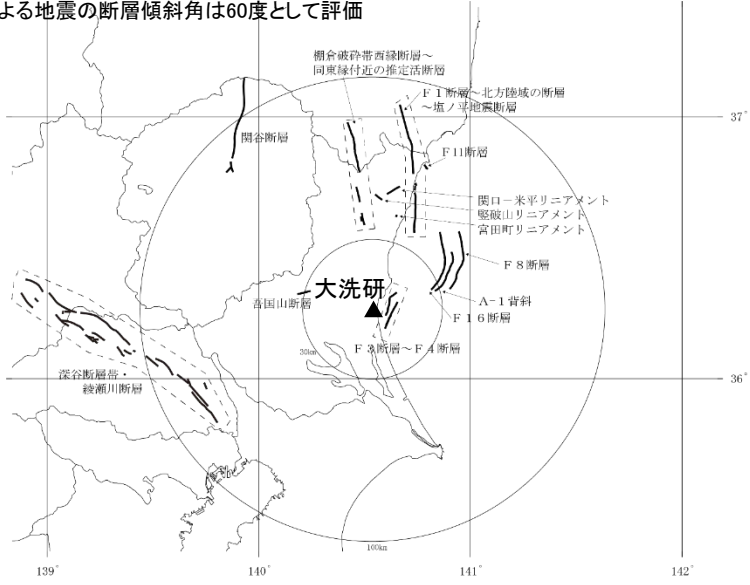 よる地震の断層傾斜角は60度として評価
棚倉破砕帯西縁断層～
同東縁付近の推定活断層
Ｆ１断層～北方陸域の断層
～塩ノ平地震断層
37°
関谷断層
Ｆ11断層
関口－米平リニアメント
竪破山リニアメント
宮田町リニアメント
Ｆ８断層
大洗研
吾国山断層
A－1背斜
Ｆ１６断層
30km
Ｆ３断層～Ｆ４断層
36°
深谷断層帯・
綾瀬川断層
100km
139°
140°
141°
142°